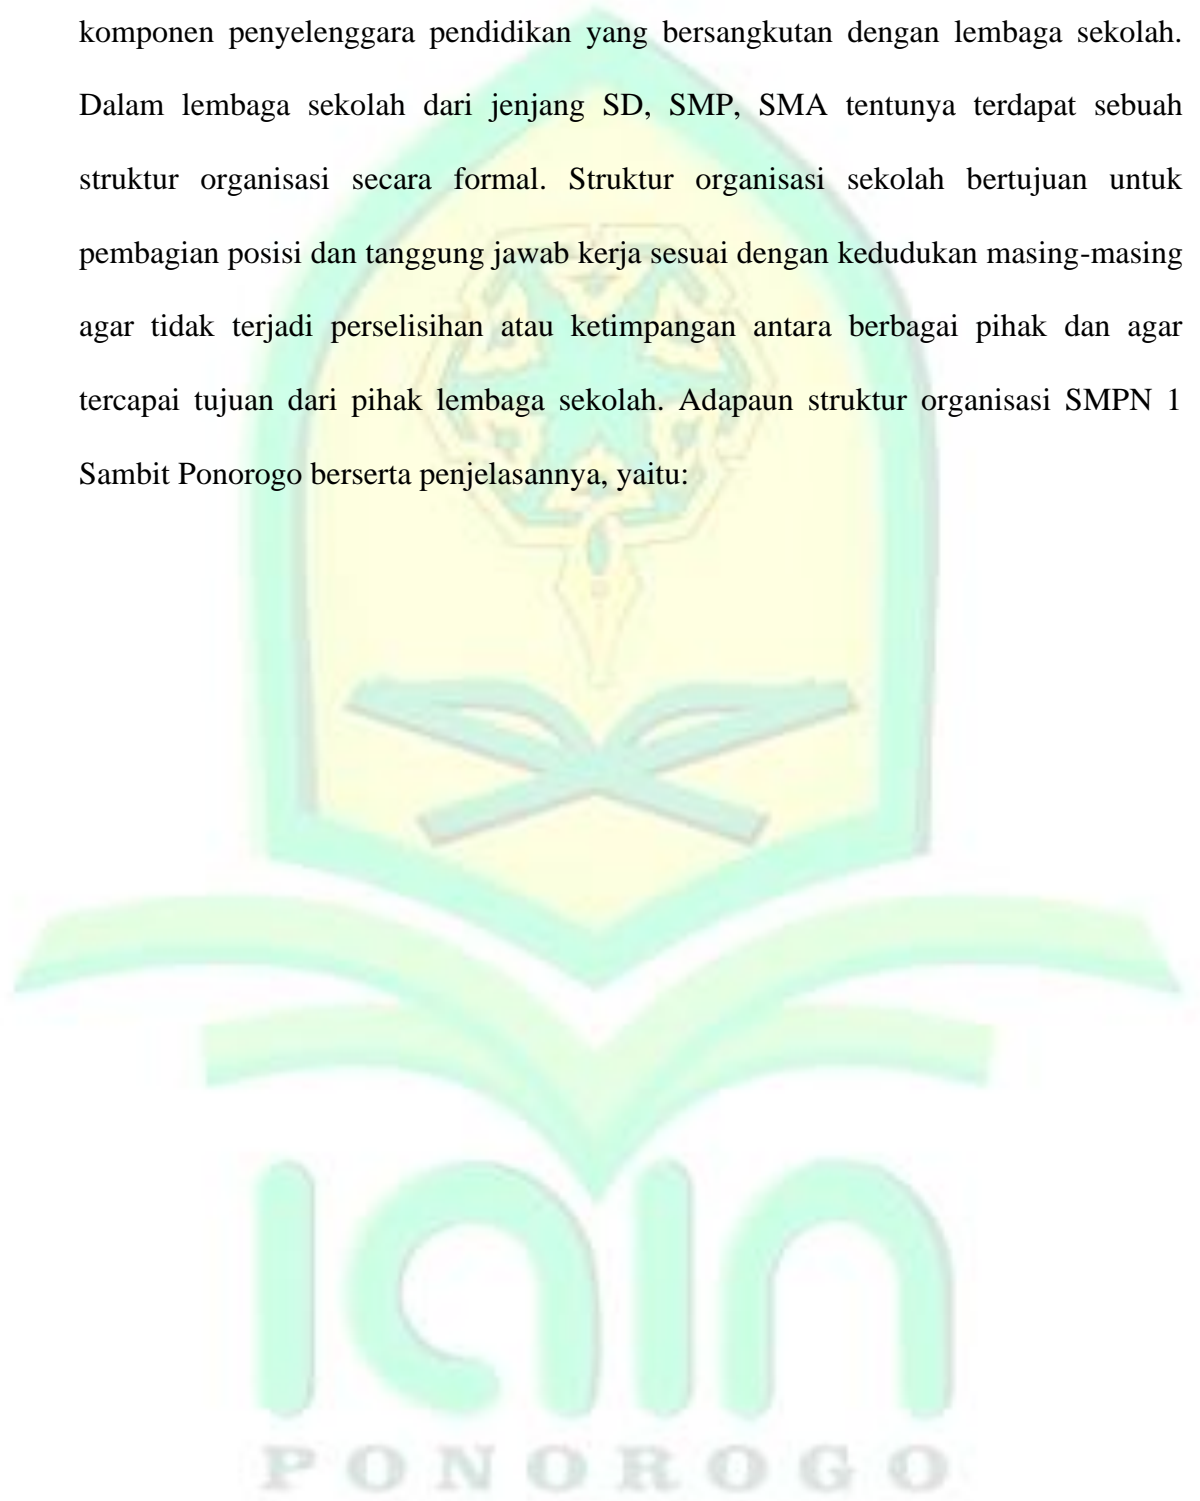 komponen penyelenggara pendidikan yang bersangkutan dengan lembaga sekolah.
Dalam lembaga sekolah dari jenjang SD, SMP, SMA tentunya terdapat sebuah
struktur organisasi secara formal. Struktur organisasi sekolah bertujuan untuk
pembagian posisi dan tanggung jawab kerja sesuai dengan kedudukan masing-masing
agar tidak terjadi perselisihan atau ketimpangan antara berbagai pihak dan agar
tercapai tujuan dari pihak lembaga sekolah. Adapaun struktur organisasi SMPN 1
Sambit Ponorogo berserta penjelasannya, yaitu:
iain
PONOROGO